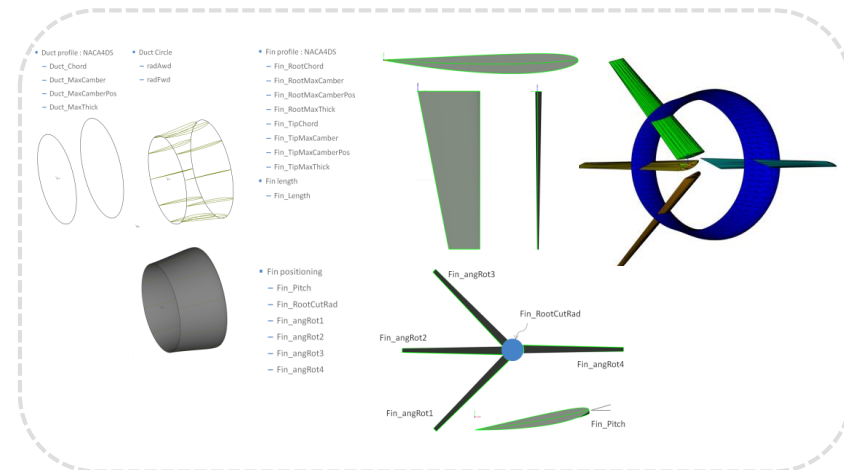 Duct profile : NACA4DS
– Duct_Chord
– Duct_MaxCamber
– Duct_MaxCamberPos
– Duct_MaxThick
Duct Circle
– radAwd
– radFwd
Fin profile : NACA4DS
– Fin_RootChord
– Fin_RootMaxCamber
– Fin_RootMaxCamberPos
– Fin_RootMaxThick
– Fin_TipChord
– Fin_TipMaxCamber
– Fin_TipMaxCamberPos
– Fin_TipMaxThick
Fin length
– Fin_Length
Fin positioning
– Fin_Pitch
– Fin_RootCutRad
– Fin_angRot1
– Fin_angRot2
– Fin_angRot3
– Fin_angRot4
Fin_angRot3
Fin_RootCutRad
Fin_angRot2
Fin_angRot4
Fin_angRot1
Fin_Pitch